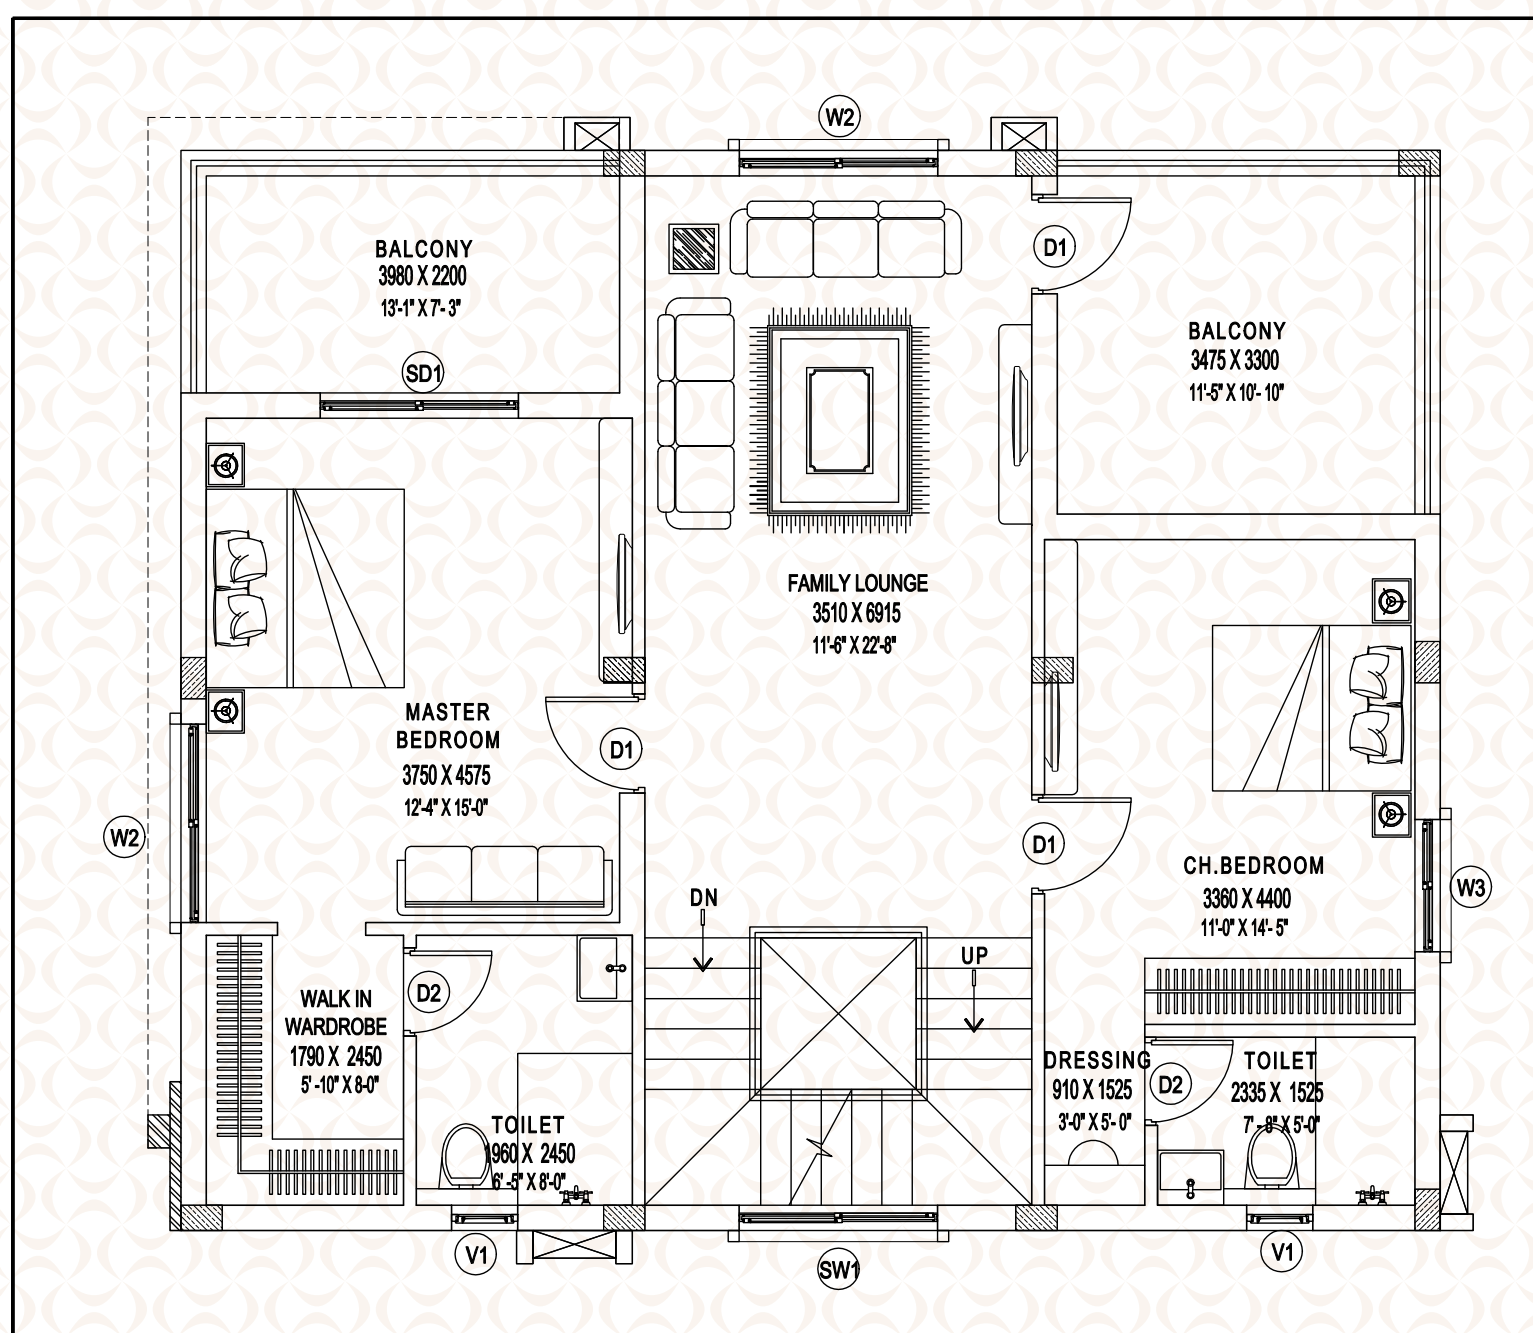 W2
BALCONY
3980 X 2200
13'-1" X 7'- 3"
SD1
D1
BALCONY
3475 X 3300
11'-5" X 10'- 10"
FAMILY LOUNGE
3510 X 6915
11'-6" X 22'-8"
MASTER
BEDROOM
3750 X 4575
12'-4" X 15'-0"
D1
W2
D1
CH.BEDROOM
3360 X 4400
11'-0" X 14'- 5"
W3
DN
UP
WALK IN
WARDROBE
1790 X 2450
5' -10" X 8-0"
D2
TOILET
1960 X 2450
6' -5" X 8'-0"
DRESSING
910 X 1525
3'-0" X 5'- 0"
D2
TOILET
2335 X 1525
7' - 8" X 5'-0"
V1
SW1
V1